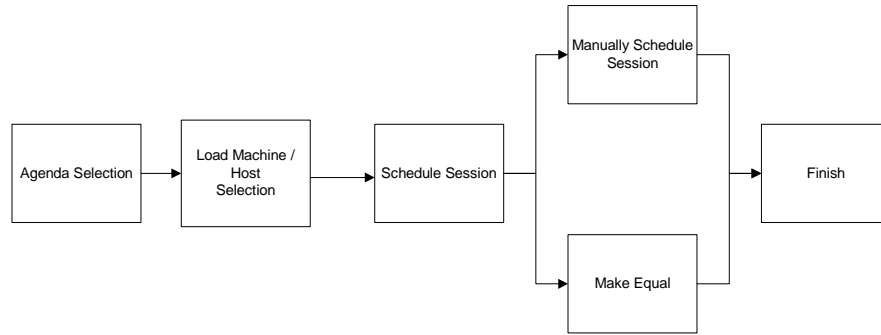 Agenda Selection
Load Machine /
Host
Selection
Schedule Session
Manually Schedule
Session
Make Equal
Finish